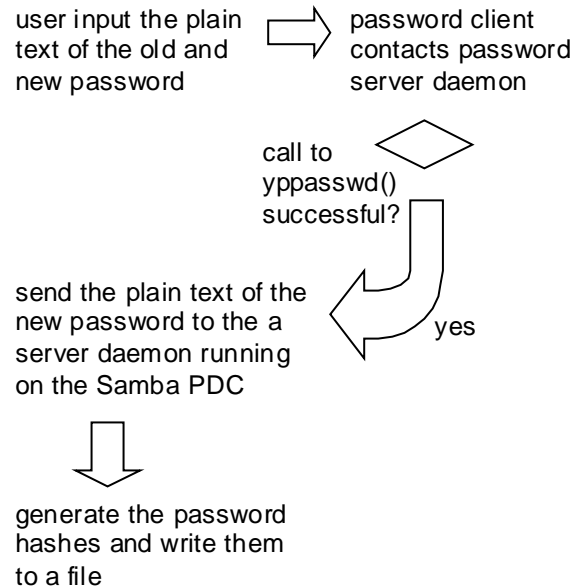 user input the plain
text of the old and
new password
password client
contacts password
server daemon
call to
yppasswd()
successful?
yes
send the plain text of the
new password to the a
server daemon running
on the Samba PDC
generate the password
hashes and write them
to a file